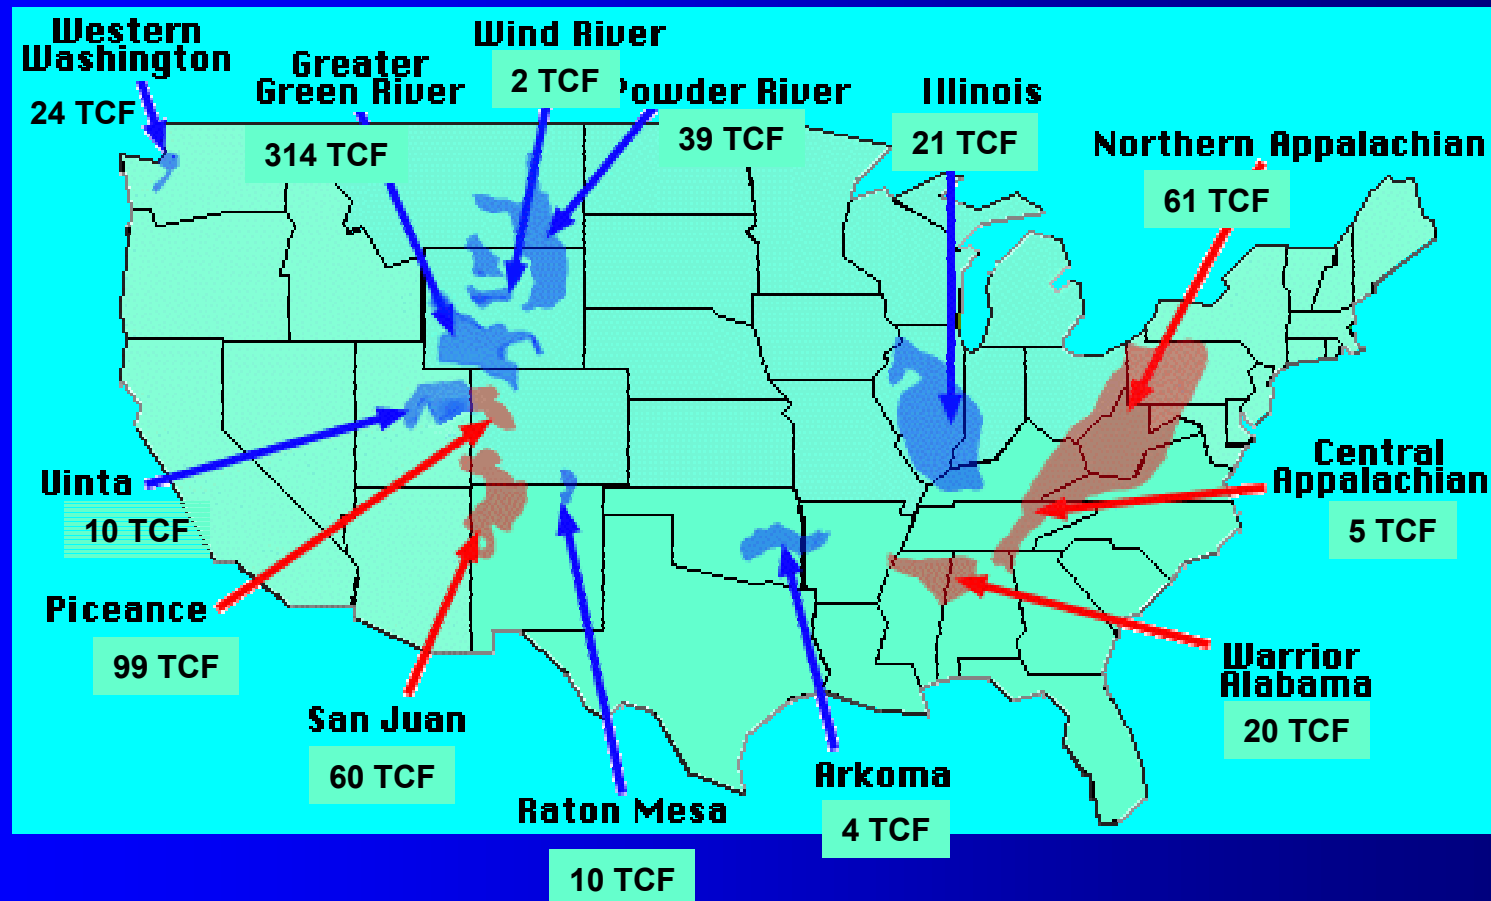 Western
Washington
24 TCF
Greater
Green River
314 TCF
Wind River
2 TCF
Powder River
39 TCF
Illinois
21 TCF
Northern Appalachian
61 TCF
Uinta
10 TCF
Central
Appalachian
5 TCF
Piceance
99 TCF
San Juan
60 TCF
Raton Mesa
10 TCF
Arkoma
4 TCF
Warrior
Alabama
20 TCF